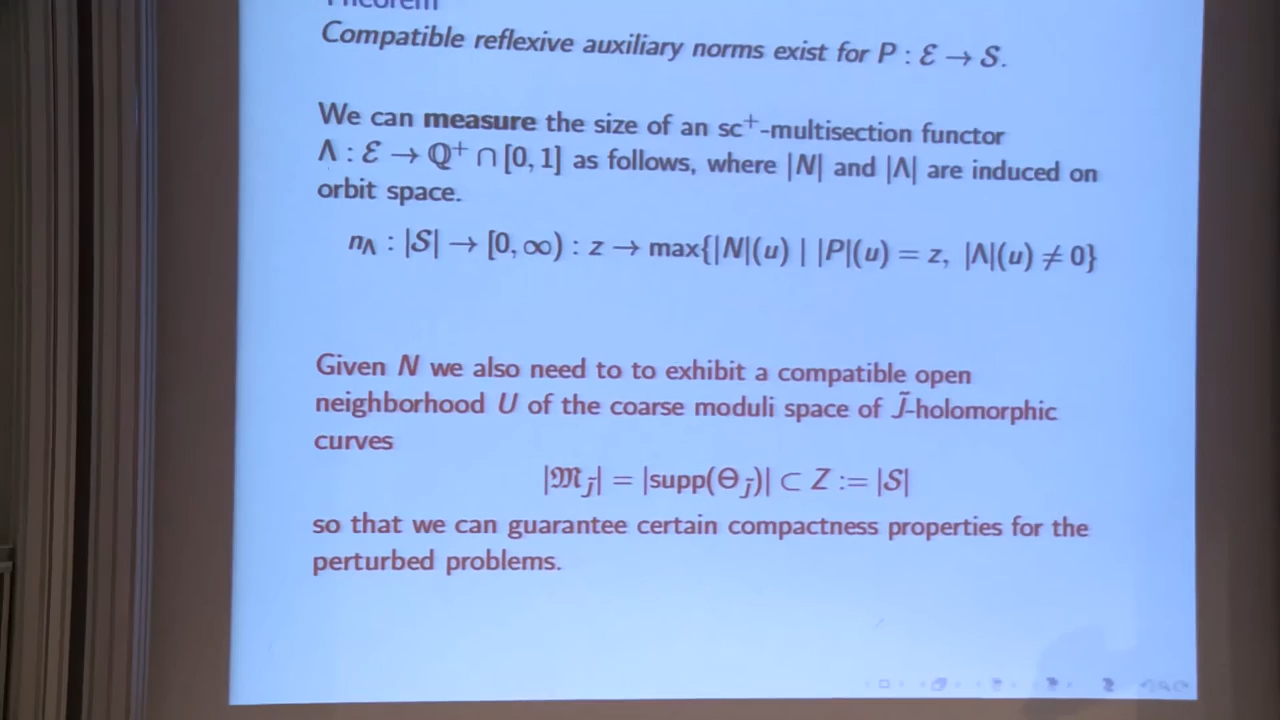 Theorem
Compatible reflexive auxiliary norms exist for P : ℰ → 𝒮.
We can measure the size of an sc⁺-multisection functor
Λ : ℰ → ℚ⁺ ∩ [0, 1] as follows, where |N| and |Λ| are induced on
orbit space.
n_Λ : |𝒮| → [0, ∞) : z → max{|N|(u) | |P|(u) = z, |Λ|(u) ≠ 0}
Given N we also need to to exhibit a compatible open
neighborhood U of the coarse moduli space of J̃-holomorphic
curves
|𝔐_J̃| = |supp(Θ_J̃)| ⊂ Z := |𝒮|
so that we can guarantee certain compactness properties for the
perturbed problems.